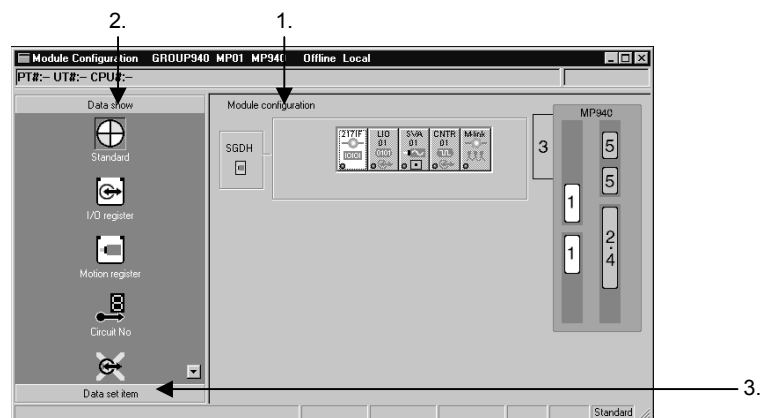 2. 1.
Module Configuration GROUP940 MP01 MP940 Offline Local
PT#:– UT#:– CPU#:–
Data show
Standard
I/O register
Motion register
Circuit No
Data set item
Module configuration
SGDH
217IF
LIO 01
SVA 01
CNTR 01
M-link
3
MP940
5
5
1
1
2.4
3.
Standard